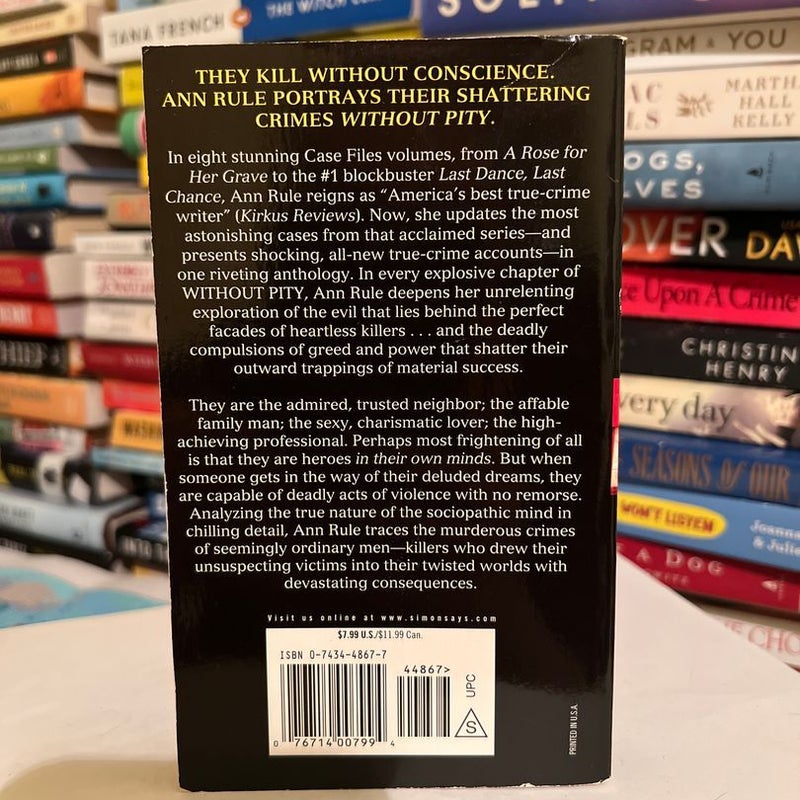 THEY KILL WITHOUT CONSCIENCE.
ANN RULE PORTRAYS THEIR SHATTERING
CRIMES WITHOUT PITY.
In eight stunning Case Files volumes, from A Rose for
Her Grave to the #1 blockbuster Last Dance, Last
Chance, Ann Rule reigns as “America’s best true-crime
writer” (Kirkus Reviews). Now, she updates the most
astonishing cases from that acclaimed series—and
presents shocking, all-new true-crime accounts—in
one riveting anthology. In every explosive chapter of
WITHOUT PITY, Ann Rule deepens her unrelenting
exploration of the evil that lies behind the perfect
facades of heartless killers . . . and the deadly
compulsions of greed and power that shatter their
outward trappings of material success.
They are the admired, trusted neighbor; the affable
family man; the sexy, charismatic lover; the high-
achieving professional. Perhaps most frightening of all
is that they are heroes in their own minds. But when
someone gets in the way of their deluded dreams, they
are capable of deadly acts of violence with no remorse.
Analyzing the true nature of the sociopathic mind in
chilling detail, Ann Rule traces the murderous crimes
of seemingly ordinary men—killers who drew their
unsuspecting victims into their twisted worlds with
devastating consequences.
Visit us online at www.simonsays.com
$7.99 U.S./$11.99 Can.
ISBN 0-7434-4867-7
44867>
0 76714 00799 4
UPC
S
PRINTED IN U.S.A.
TANA FRENCH
THE WITCH
GRAM & YOU
MARTHA
HALL
KELLY
OGS,
LVES
OVER
DAV
ce Upon A Crime
CHRISTIN
HENRY
very day
SEASONS OF OUR
WON'T LISTEN
Joanna
& Julie
A DOG
CHO